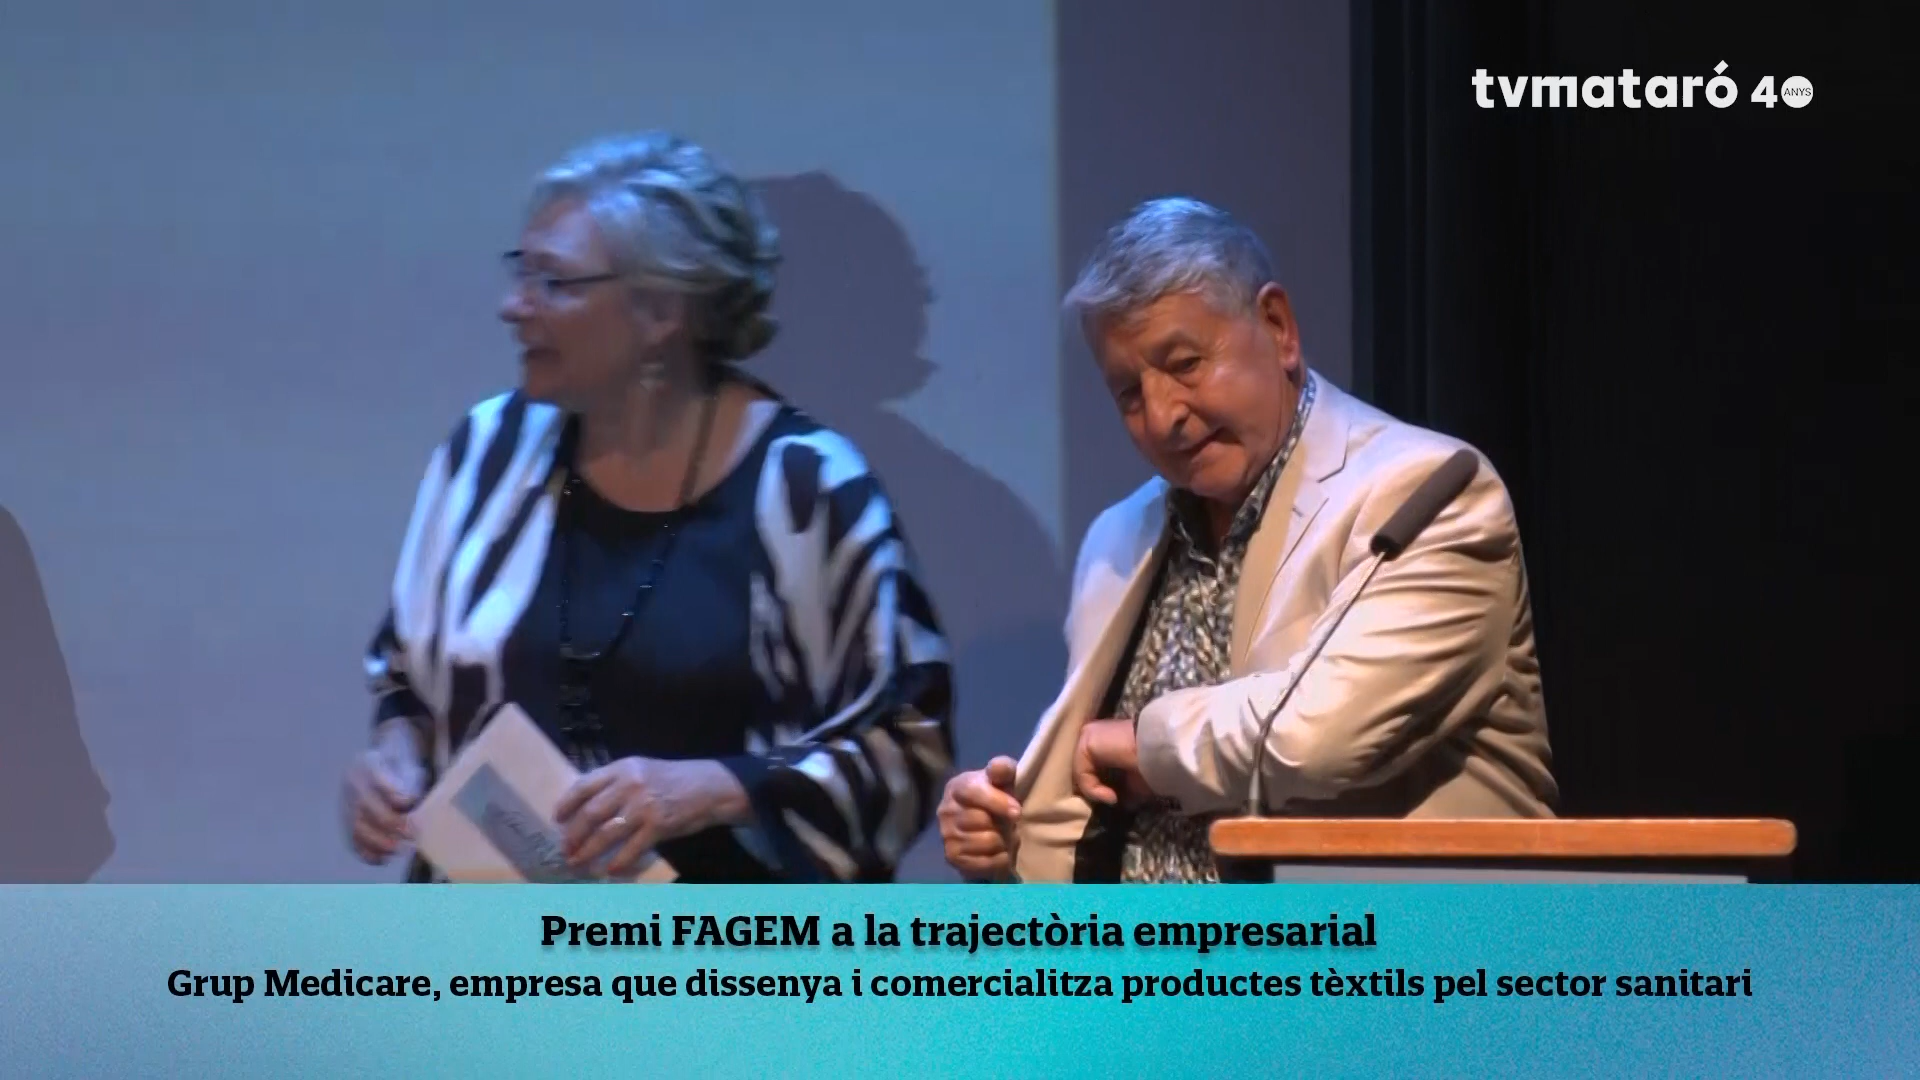 tvmataró 40
ANYS
Premi FAGEM a la trajectòria empresarial
Grup Medicare, empresa que dissenya i comercialitza productes tèxtils pel sector sanitari